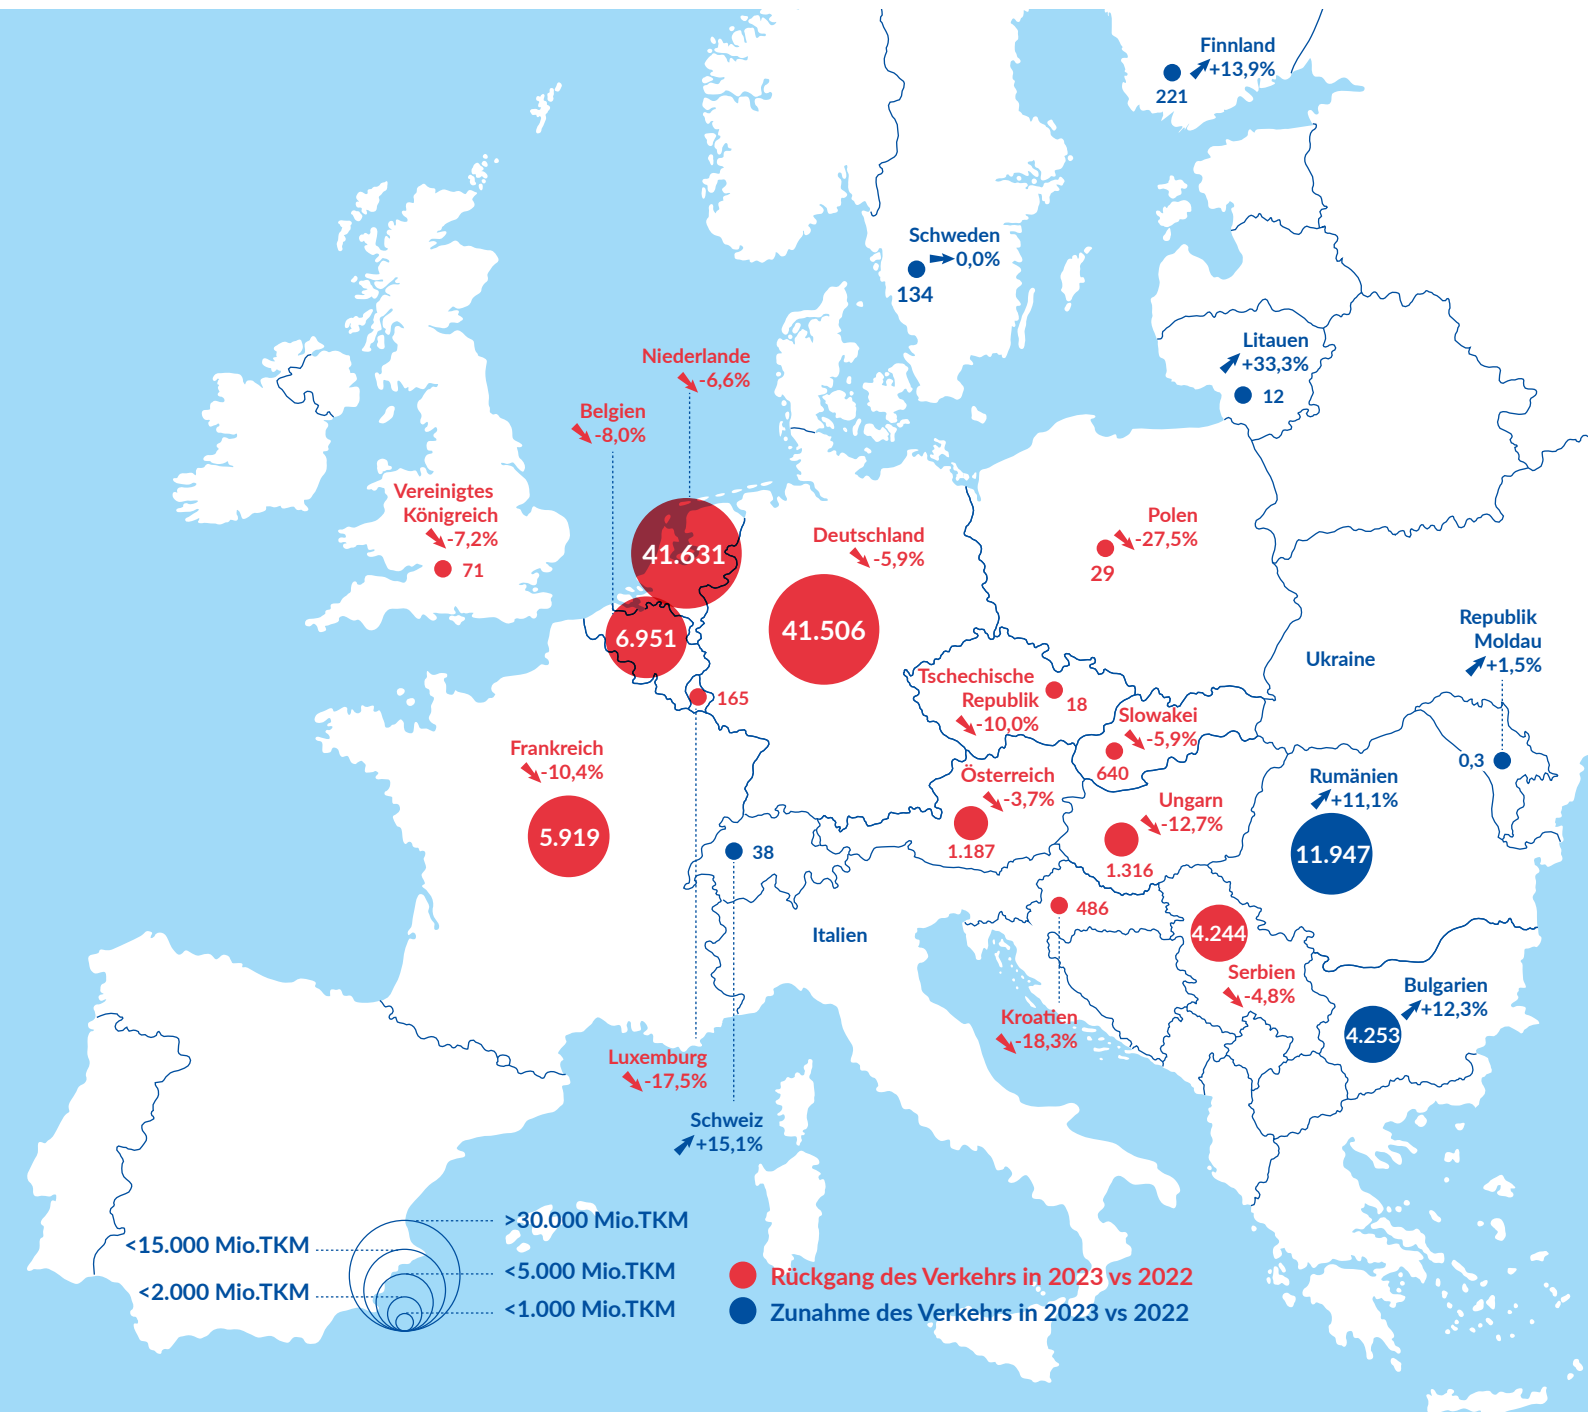 Finnland
+13,9%
221
Schweden
0,0%
134
Litauen
+33,3%
12
Niederlande
-6,6%
41.631
Belgien
-8,0%
6.951
Vereinigtes
Königreich
-7,2%
71
Deutschland
-5,9%
41.506
Polen
-27,5%
29
Republik
Moldau
+1,5%
0,3
Ukraine
Tschechische
Republik
-10,0%
18
165
Slowakei
-5,9%
640
Frankreich
-10,4%
5.919
Österreich
-3,7%
1.187
Ungarn
-12,7%
1.316
Rumänien
+11,1%
11.947
38
486
Italien
4.244
Serbien
-4,8%
Bulgarien
+12,3%
4.253
Kroatien
-18,3%
Luxemburg
-17,5%
Schweiz
+15,1%
>30.000 Mio.TKM
<15.000 Mio.TKM
<5.000 Mio.TKM
<2.000 Mio.TKM
<1.000 Mio.TKM
Rückgang des Verkehrs in 2023 vs 2022
Zunahme des Verkehrs in 2023 vs 2022